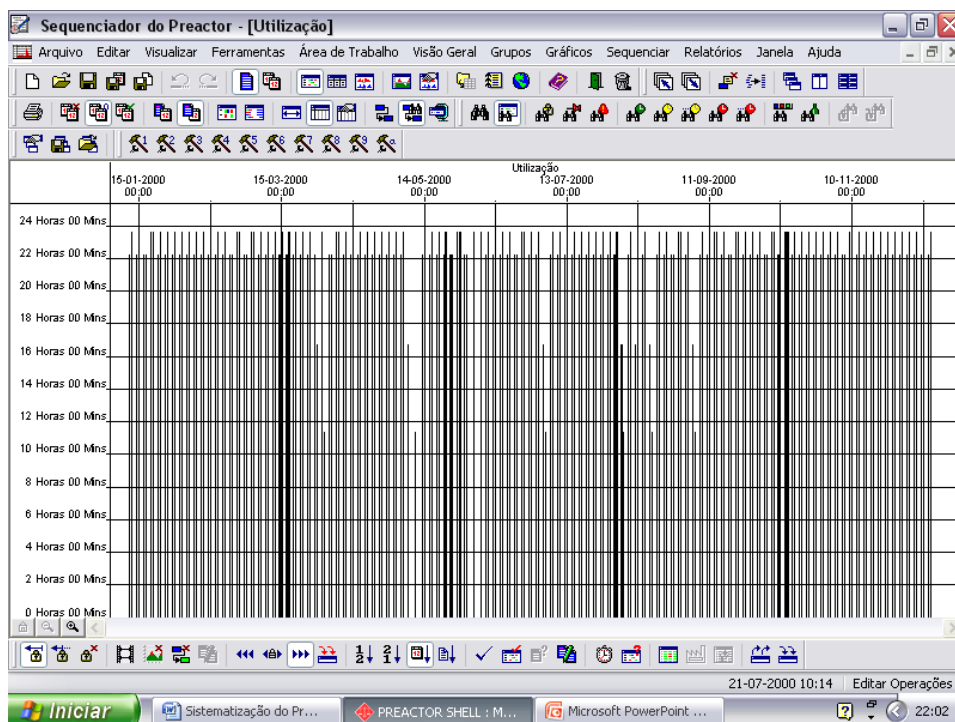 Sequenciador do Preactor - [Utilização]
Arquivo Editar Visualizar Ferramentas Área de Trabalho Visão Geral Grupos Gráficos Sequenciar Relatórios Janela Ajuda
Utilização
15-01-2000 15-03-2000 14-05-2000 13-07-2000 11-09-2000 10-11-2000
00:00 00:00 00:00 00:00 00:00 00:00
24 Horas 00 Mins
22 Horas 00 Mins
20 Horas 00 Mins
18 Horas 00 Mins
16 Horas 00 Mins
14 Horas 00 Mins
12 Horas 00 Mins
10 Horas 00 Mins
8 Horas 00 Mins
6 Horas 00 Mins
4 Horas 00 Mins
2 Horas 00 Mins
0 Horas 00 Mins
21-07-2000 10:14 Editar Operações
Iniciar Sistematização do Pr... PREACTOR SHELL : M... Microsoft PowerPoint ... 22:02